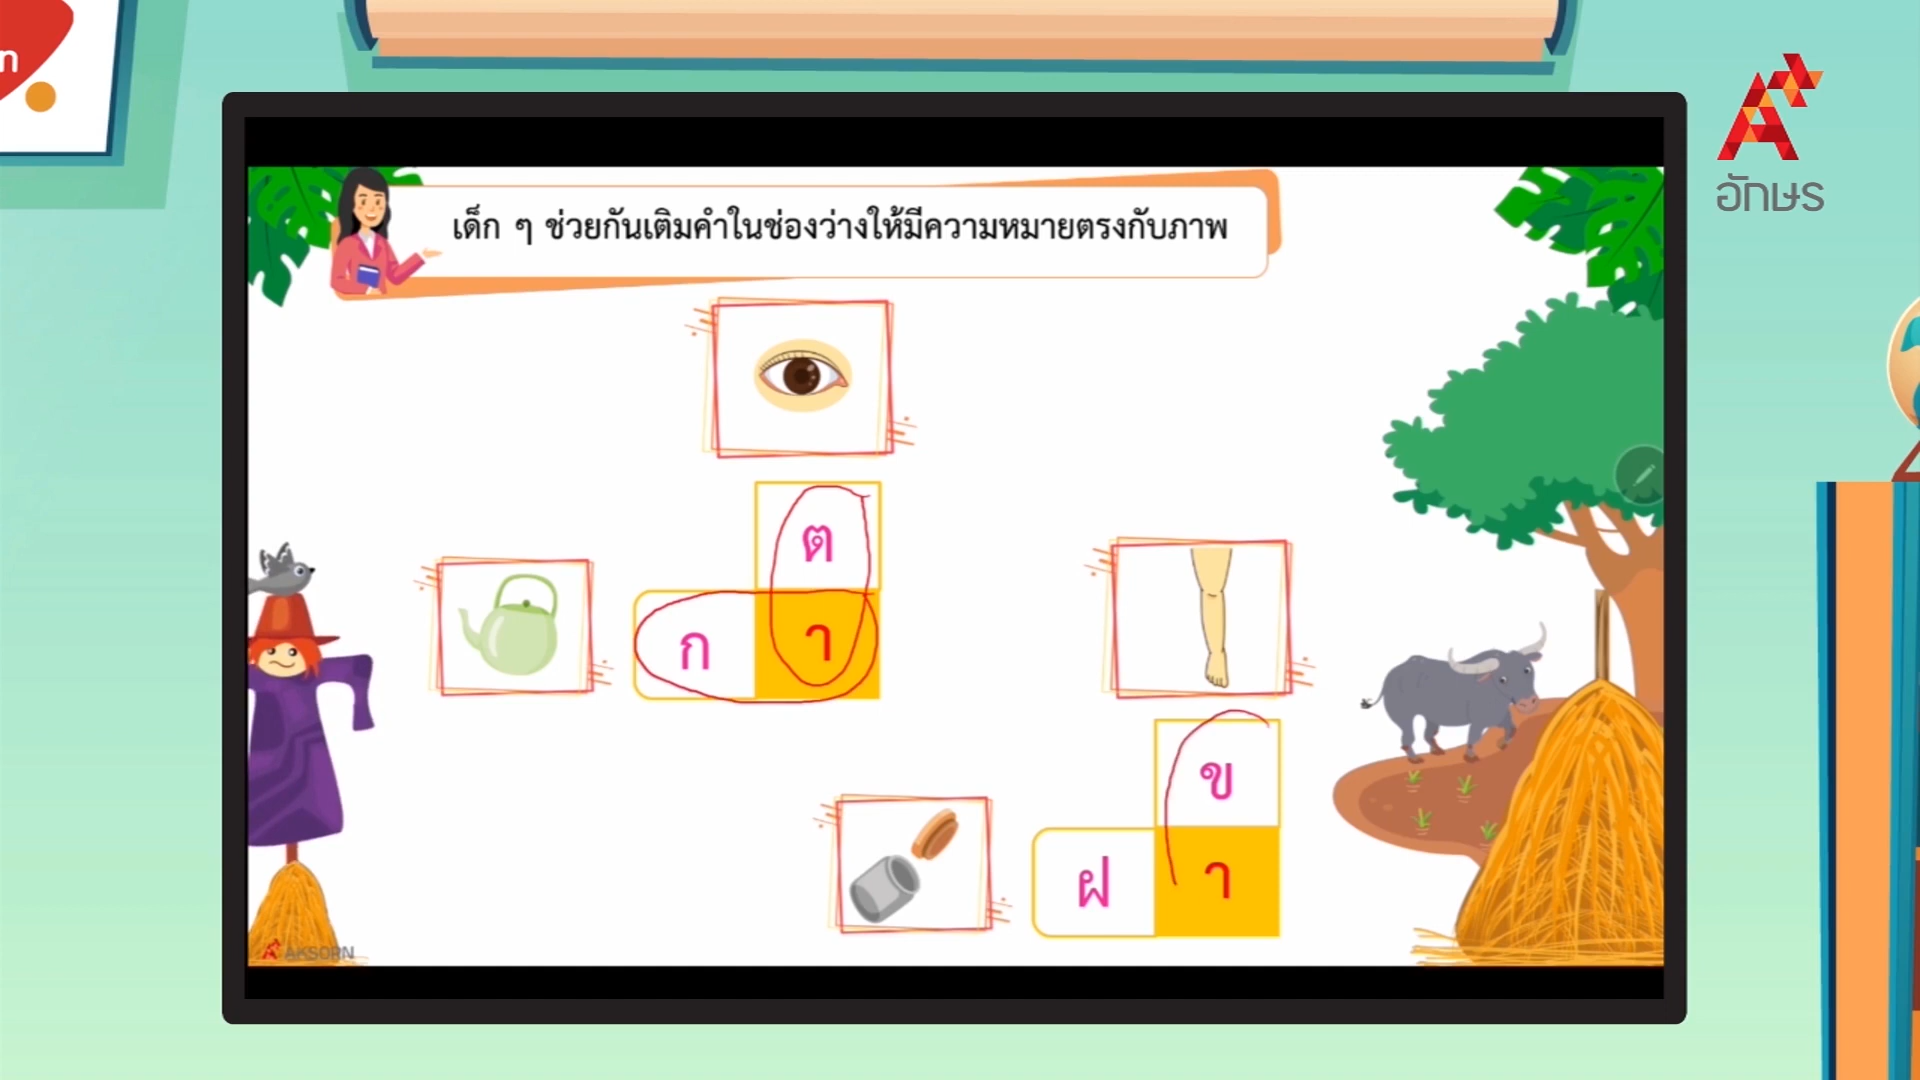 n
อักษร
เด็ก ๆ ช่วยกันเติมคำในช่องว่างให้มีความหมายตรงกับภาพ
ต
ก า
ข
ฝ า
AKSORN